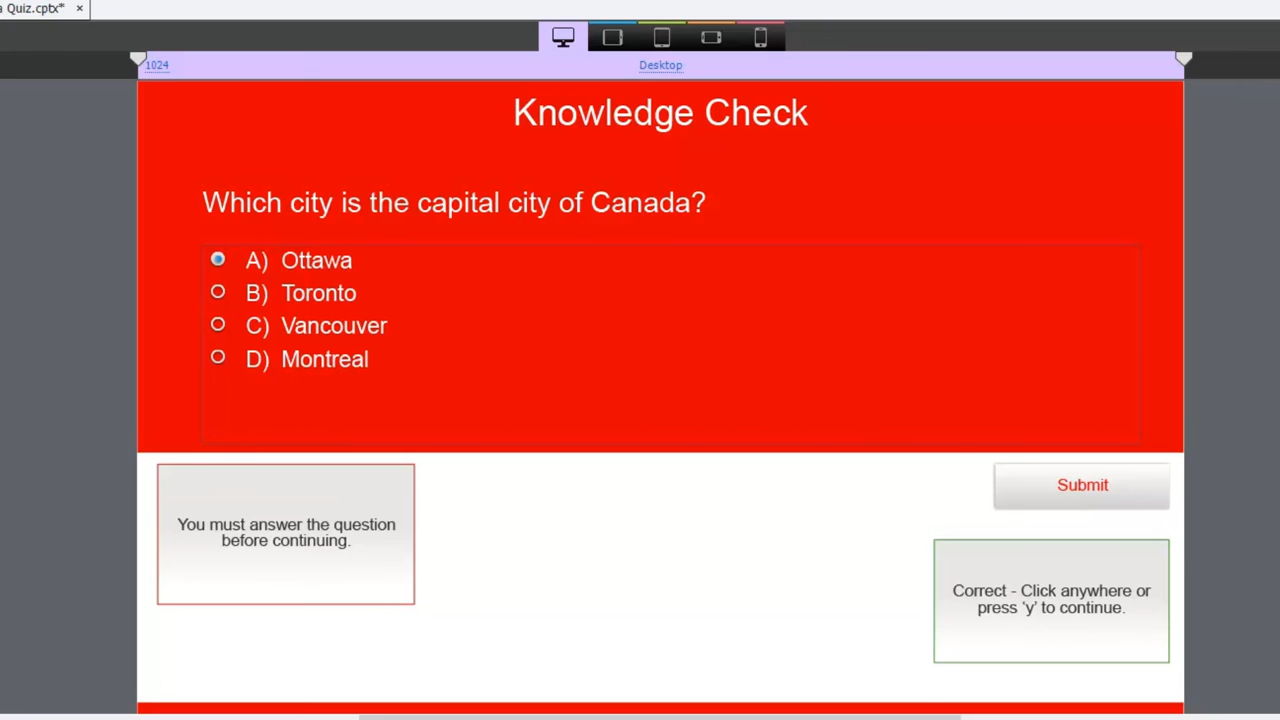 a Quiz.cptx* ×
1024
Desktop
Knowledge Check
Which city is the capital city of Canada?
A) Ottawa
B) Toronto
C) Vancouver
D) Montreal
You must answer the question
before continuing.
Submit
Correct - Click anywhere or
press 'y' to continue.